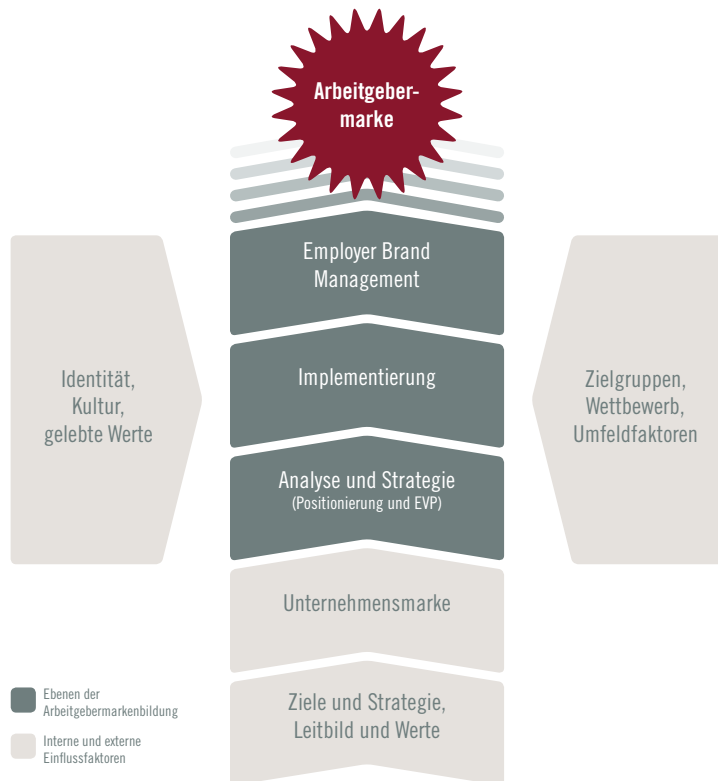 Arbeitgeber-
marke
Employer Brand
Management
Implementierung
Analyse und Strategie
(Positionierung und EVP)
Unternehmensmarke
Ziele und Strategie,
Leitbild und Werte
Identität,
Kultur,
gelebte Werte
Zielgruppen,
Wettbewerb,
Umfeldfaktoren
Ebenen der
Arbeitgebermarkenbildung
Interne und externe
Einflussfaktoren